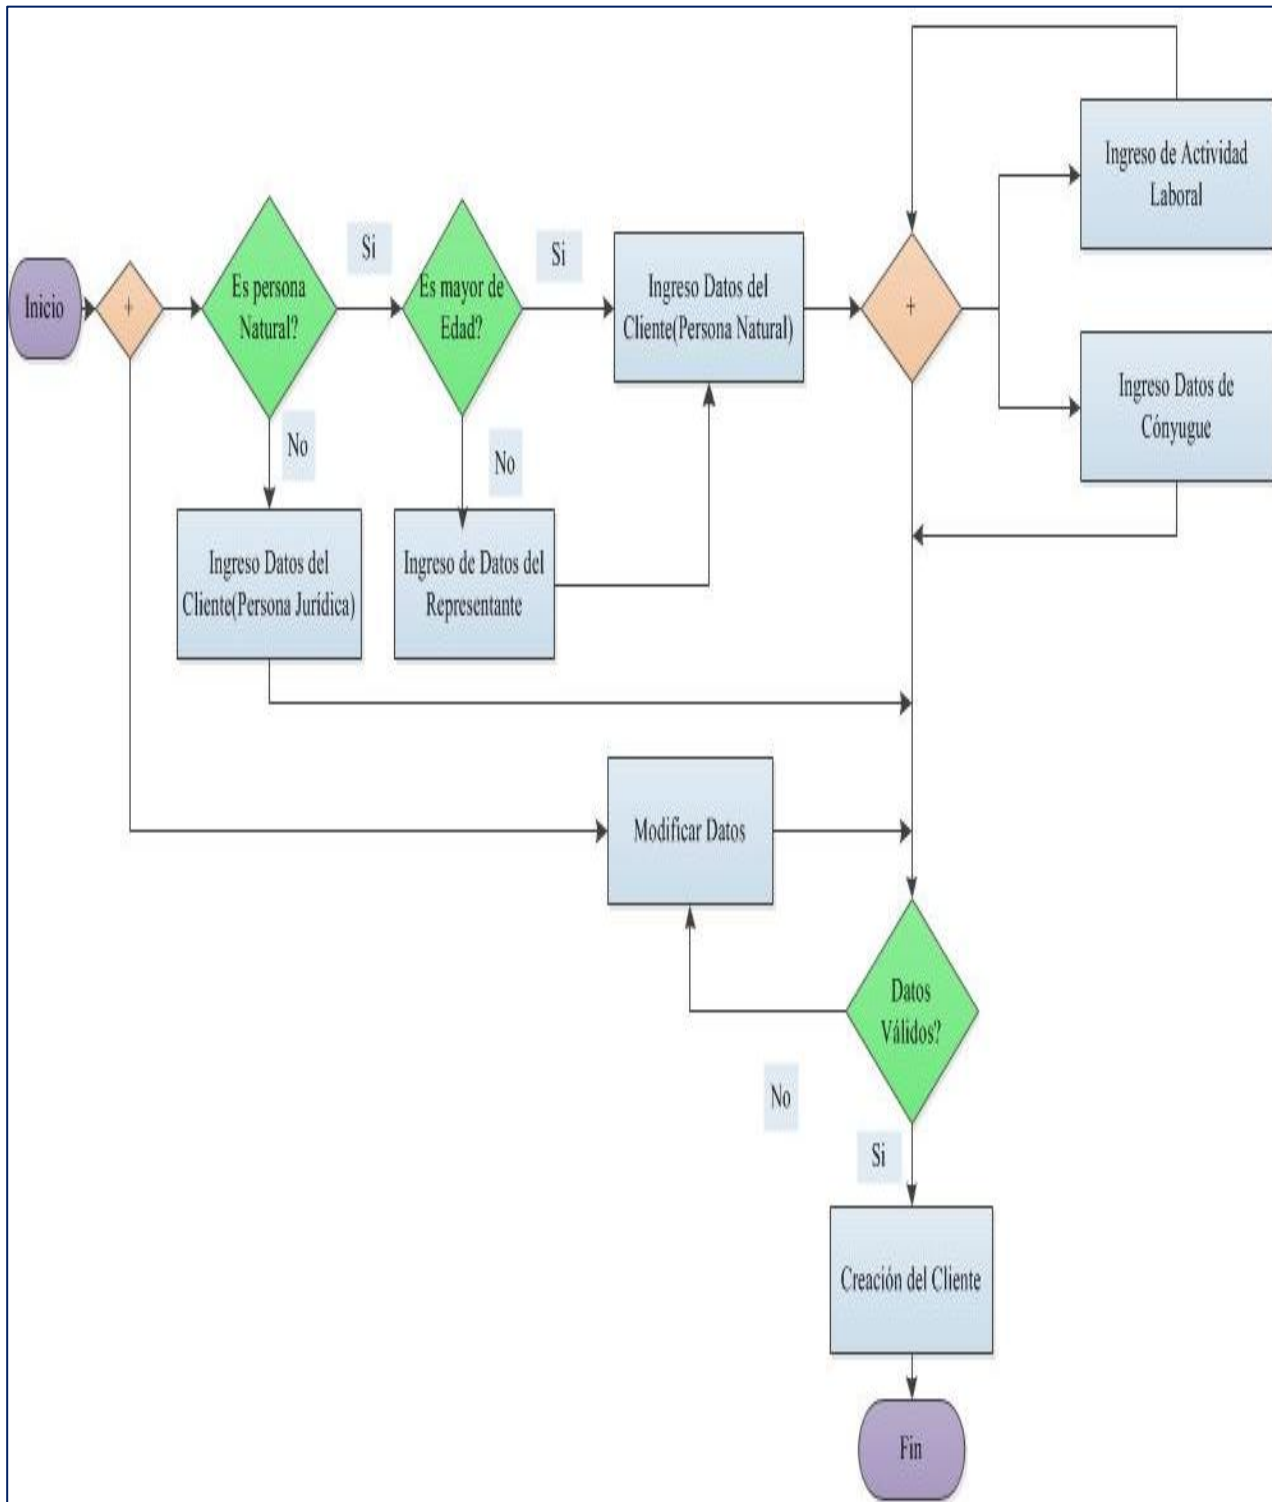 Inicio
+
Es persona
Natural?
Si
Es mayor de
Edad?
Si
Ingreso Datos del
Cliente(Persona Natural)
+
Ingreso de Actividad
Laboral
Ingreso Datos de
Cónyugue
No
Ingreso Datos del
Cliente(Persona Jurídica)
No
Ingreso de Datos del
Representante
Modificar Datos
Datos
Válidos?
No
Si
Creación del Cliente
Fin